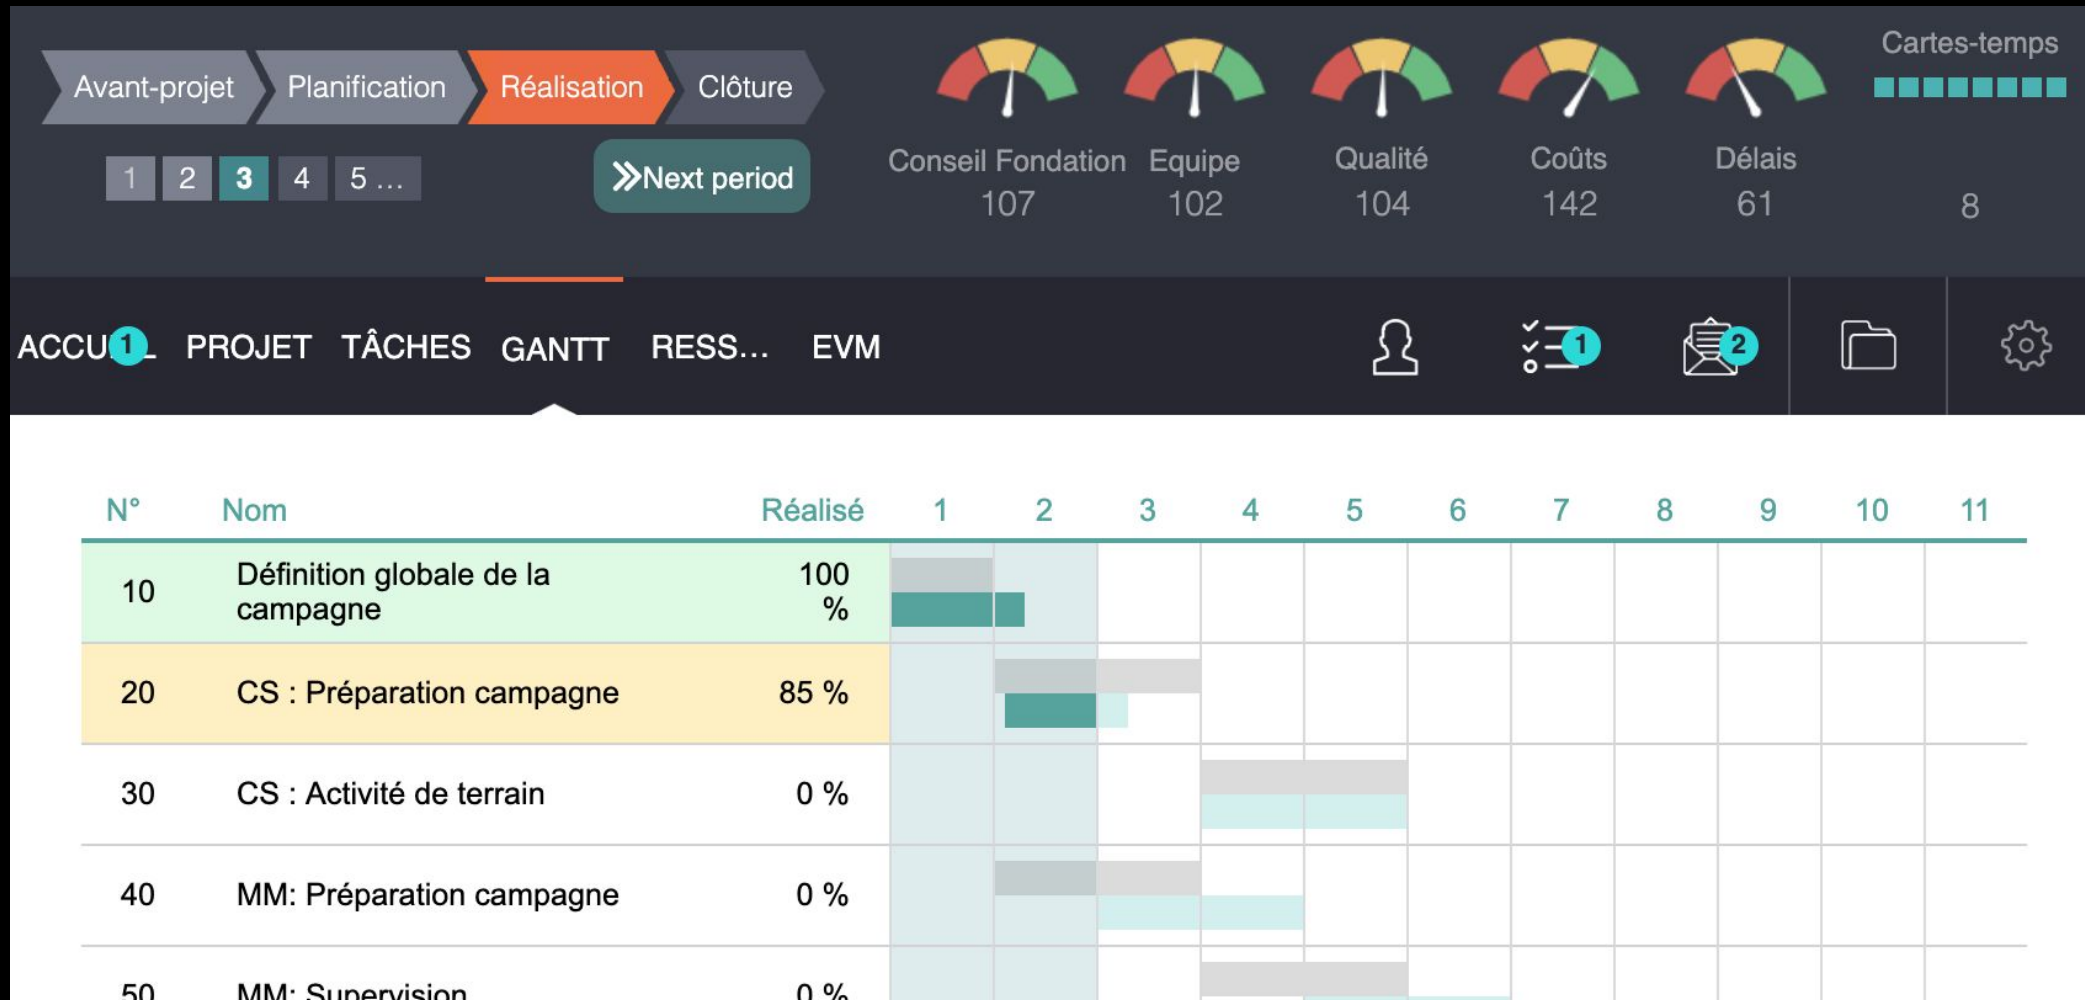 Avant-projet Planification Réalisation Clôture
Cartes-temps
1 2 3 4 5 ...
Next period
Conseil Fondation Equipe Qualité Coûts Délais
107 102 104 142 61 8
1 PROJET TÂCHES GANTT RESS... EVM 1 2
N° Nom Réalisé 1 2 3 4 5 6 7 8 9 10 11
10 Définition globale de la campagne 100 %
20 CS : Préparation campagne 85 %
30 CS : Activité de terrain 0 %
40 MM: Préparation campagne 0 %
50 MM: Supervision 0 %